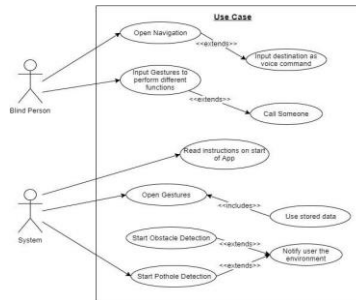 Use Case
Open Navigation
<<extends>>
Input destination as
voice command
Input Gestures to
perform different
functions
<<extends>>
Call Someone
Blind Person
Read instructions on start
of App
Open Gestures
<<includes>>
Use stored data
System
Start Obstacle Detection
<<extends>>
Notify user the
environment
<<extends>>
Start Pothole Detection